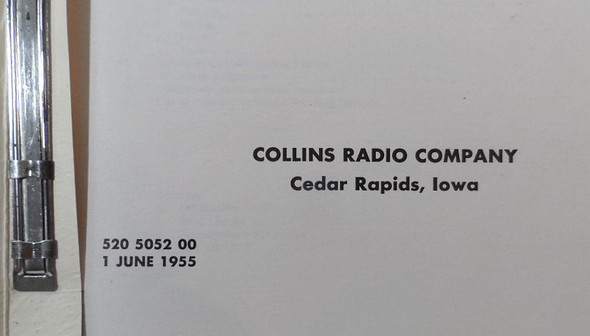 COLLINS RADIO COMPANY
Cedar Rapids, Iowa
520 5052 00
1 JUNE 1955